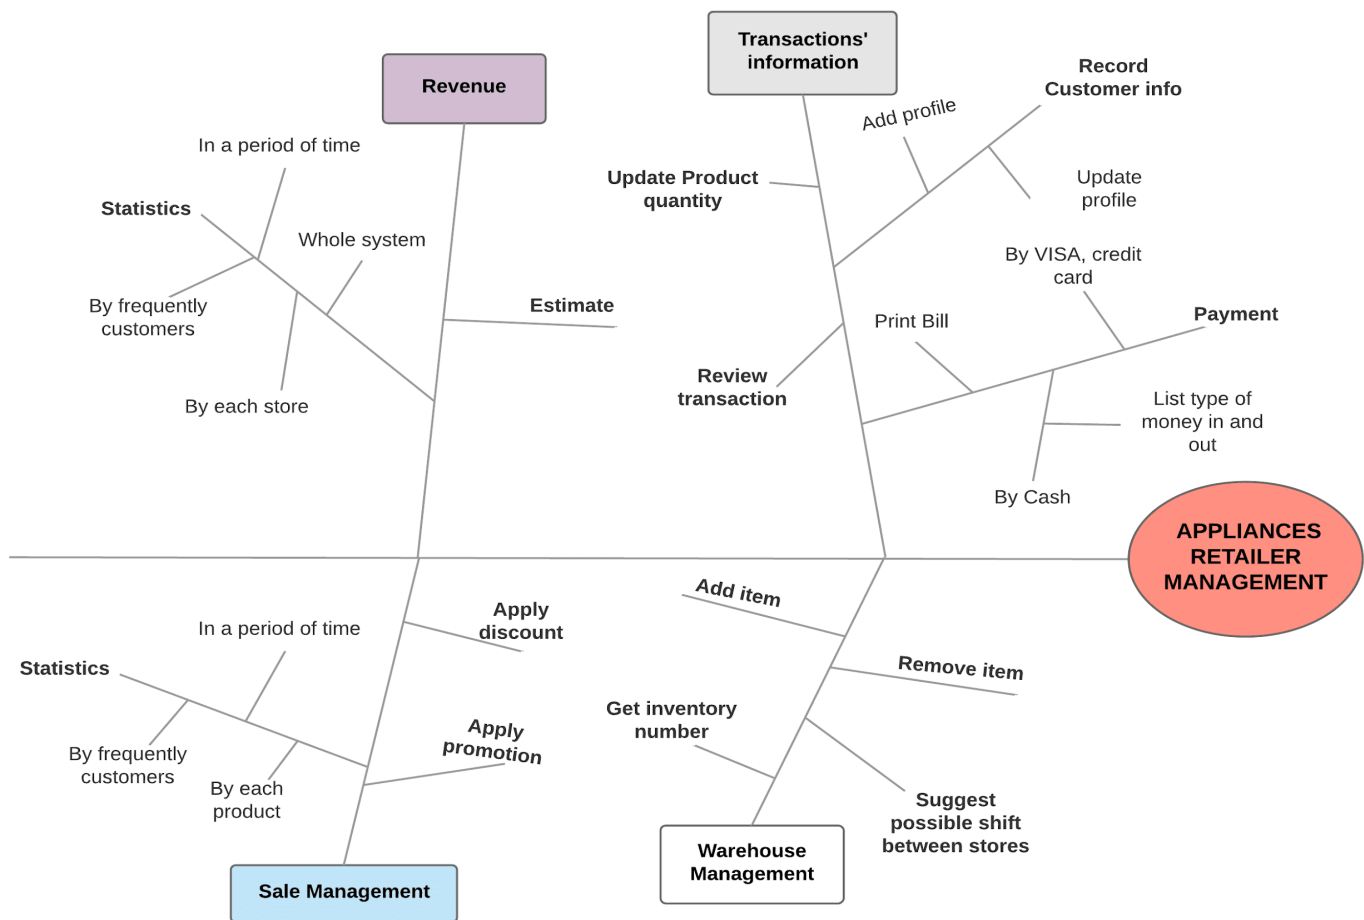 Transactions'
information
Revenue
Record
Customer info
Add profile
In a period of time
Update Product
quantity
Update
profile
Statistics
Whole system
By VISA, credit
card
By frequently
customers
Estimate
Print Bill
Payment
Review
transaction
By each store
List type of
money in and
out
By Cash
APPLIANCES
RETAILER
MANAGEMENT
Add item
Apply
discount
In a period of time
Statistics
Remove item
Get inventory
number
Apply
promotion
By frequently
customers
By each
product
Suggest
possible shift
between stores
Warehouse
Management
Sale Management